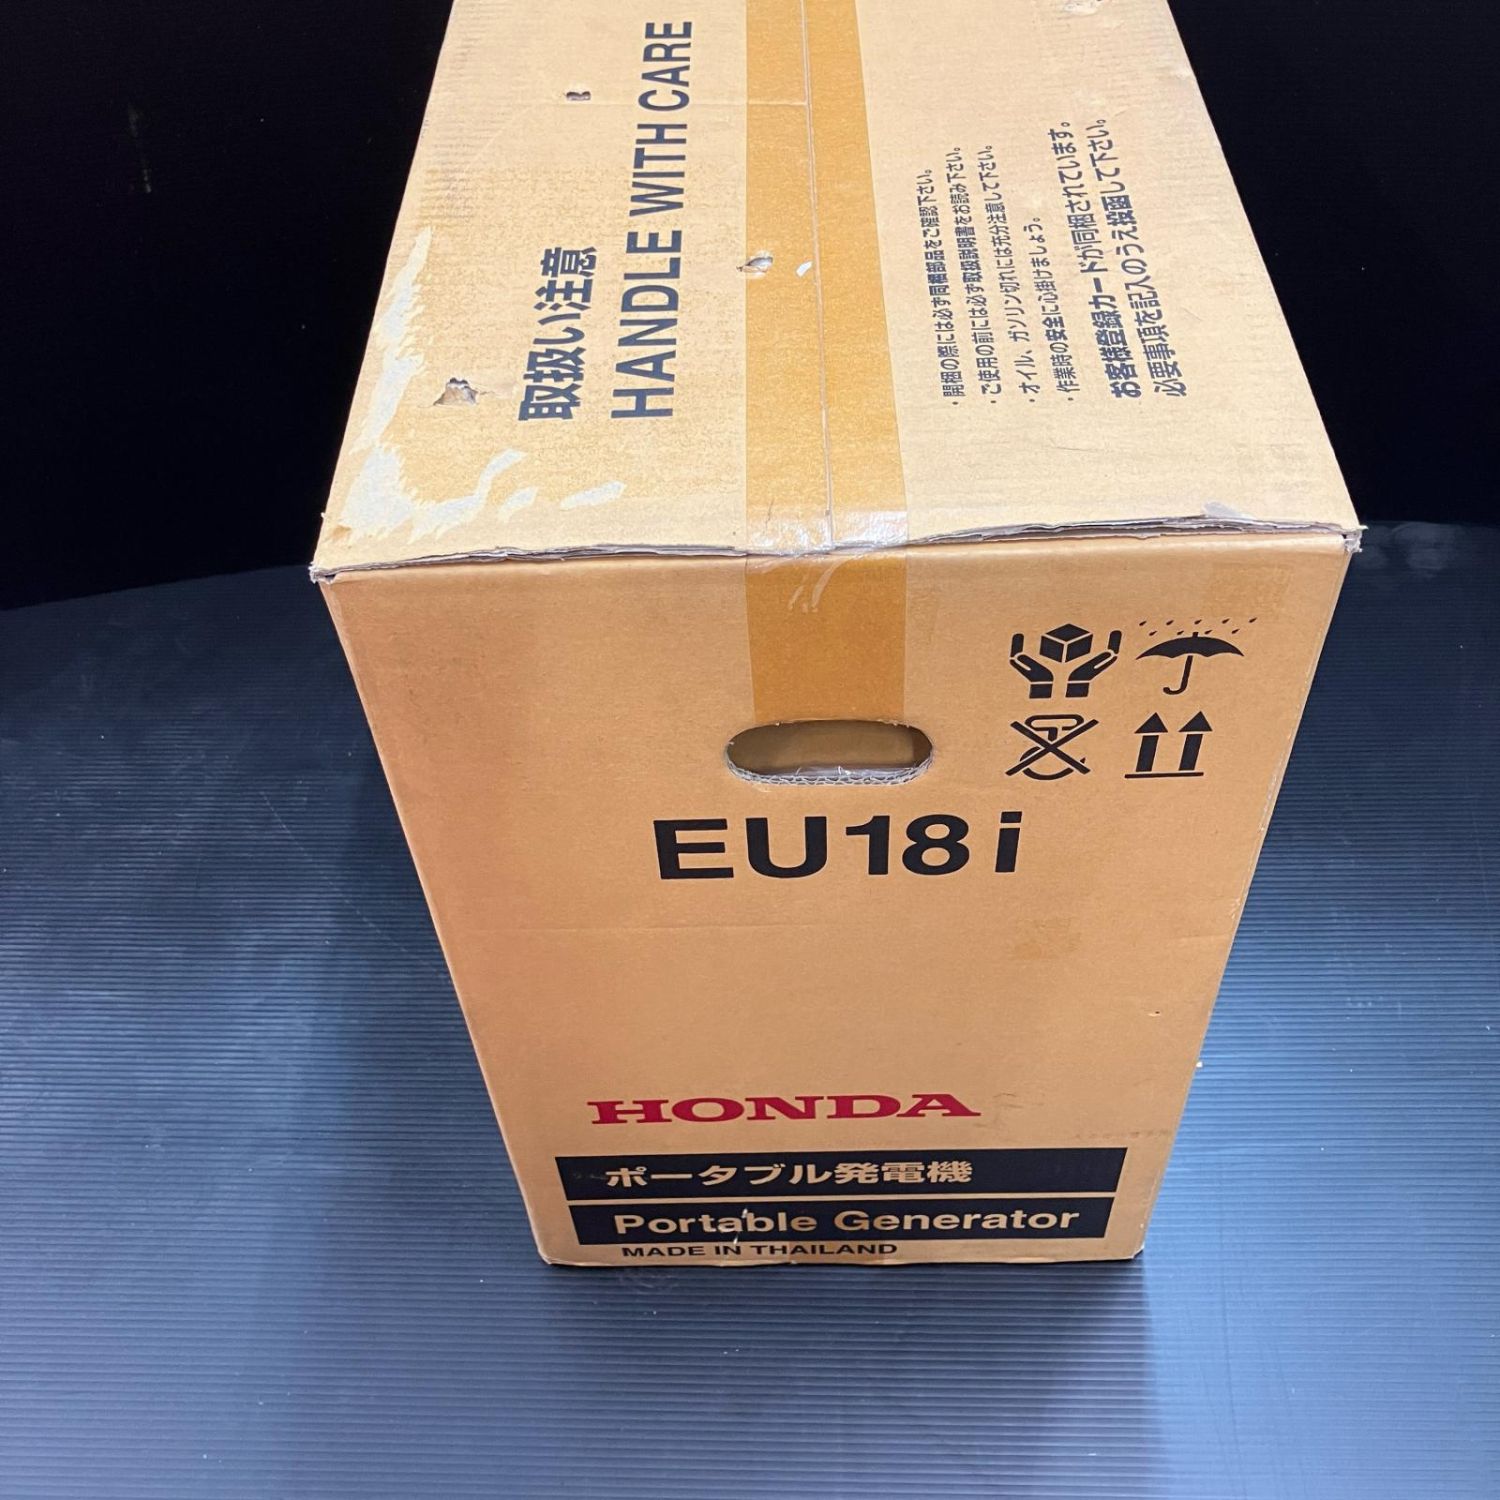 取扱い注意
HANDLE WITH CARE
・開梱の際には必ず同梱部品をご確認下さい。
・ご使用の前には必ず取扱説明書をお読み下さい。
・オイル、ガソリン切れには充分注意して下さい。
・作業時の安全に心掛けましょう。
お客様登録カードが同梱されています。
必要事項を記入のうえ投函して下さい。
EU18i
HONDA
ポータブル発電機
Portable Generator
MADE IN THAILAND